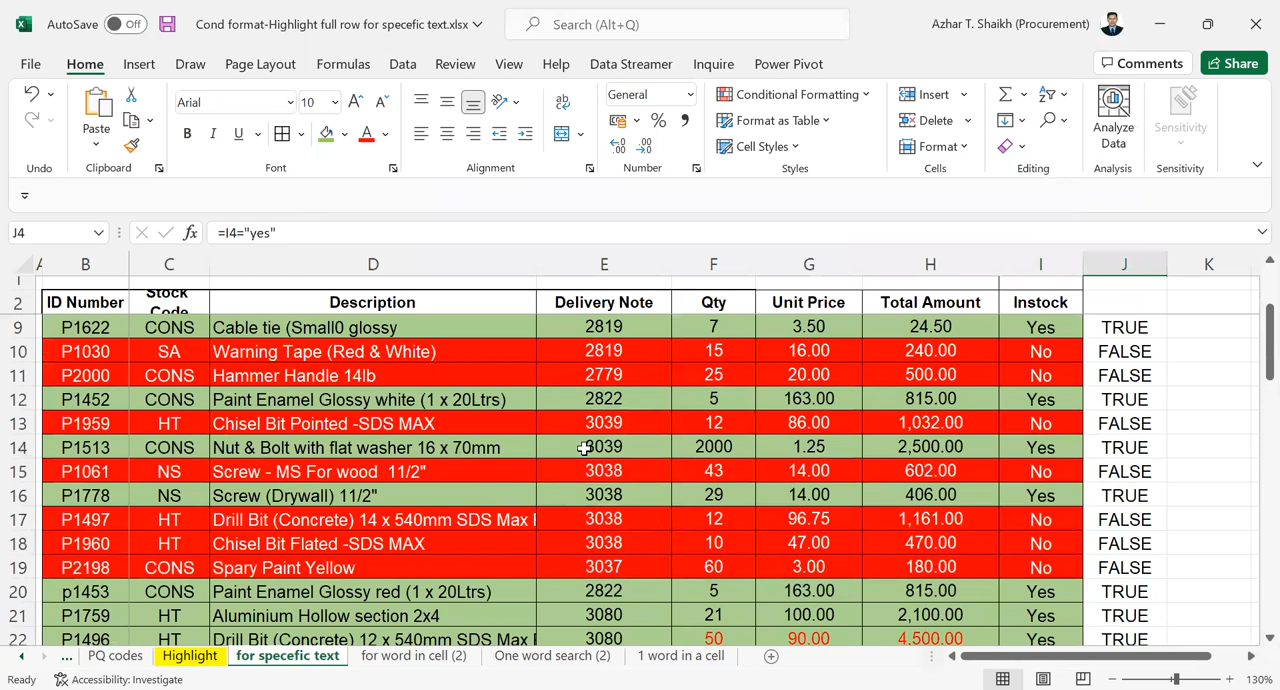 AutoSave Off Cond format-Highlight full row for specefic text.xlsx Search (Alt+Q) Azhar T. Shaikh (Procurement)
File Home Insert Draw Page Layout Formulas Data Review View Help Data Streamer Inquire Power Pivot Comments Share
Paste Arial 10 A A ab General Conditional Formatting Insert Analyze Data Sensitivity
B I U A % Format as Table Delete
Cell Styles Format
Undo Clipboard Font Alignment Number Styles Cells Editing Analysis Sensitivity
J4 fx =I4="yes"
A B C D E F G H I J K
1
2 ID Number Stock Code Description Delivery Note Qty Unit Price Total Amount Instock
9 P1622 CONS Cable tie (Small0 glossy 2819 7 3.50 24.50 Yes TRUE
10 P1030 SA Warning Tape (Red & White) 2819 15 16.00 240.00 No FALSE
11 P2000 CONS Hammer Handle 14lb 2779 25 20.00 500.00 No FALSE
12 P1452 CONS Paint Enamel Glossy white (1 x 20Ltrs) 2822 5 163.00 815.00 Yes TRUE
13 P1959 HT Chisel Bit Pointed -SDS MAX 3039 12 86.00 1,032.00 No FALSE
14 P1513 CONS Nut & Bolt with flat washer 16 x 70mm 3039 2000 1.25 2,500.00 Yes TRUE
15 P1061 NS Screw - MS For wood 11/2" 3038 43 14.00 602.00 No FALSE
16 P1778 NS Screw (Drywall) 11/2" 3038 29 14.00 406.00 Yes TRUE
17 P1497 HT Drill Bit (Concrete) 14 x 540mm SDS Max 3038 12 96.75 1,161.00 No FALSE
18 P1960 HT Chisel Bit Flated -SDS MAX 3038 10 47.00 470.00 No FALSE
19 P2198 CONS Spary Paint Yellow 3037 60 3.00 180.00 No FALSE
20 p1453 CONS Paint Enamel Glossy red (1 x 20Ltrs) 2822 5 163.00 815.00 Yes TRUE
21 P1759 HT Aluminium Hollow section 2x4 3080 21 100.00 2,100.00 Yes TRUE
22 P1496 HT Drill Bit (Concrete) 12 x 540mm SDS Max 3080 50 90.00 4,500.00 Yes TRUE
... PQ codes Highlight for specefic text for word in cell (2) One word search (2) 1 word in a cell
Ready Accessibility: Investigate 130%